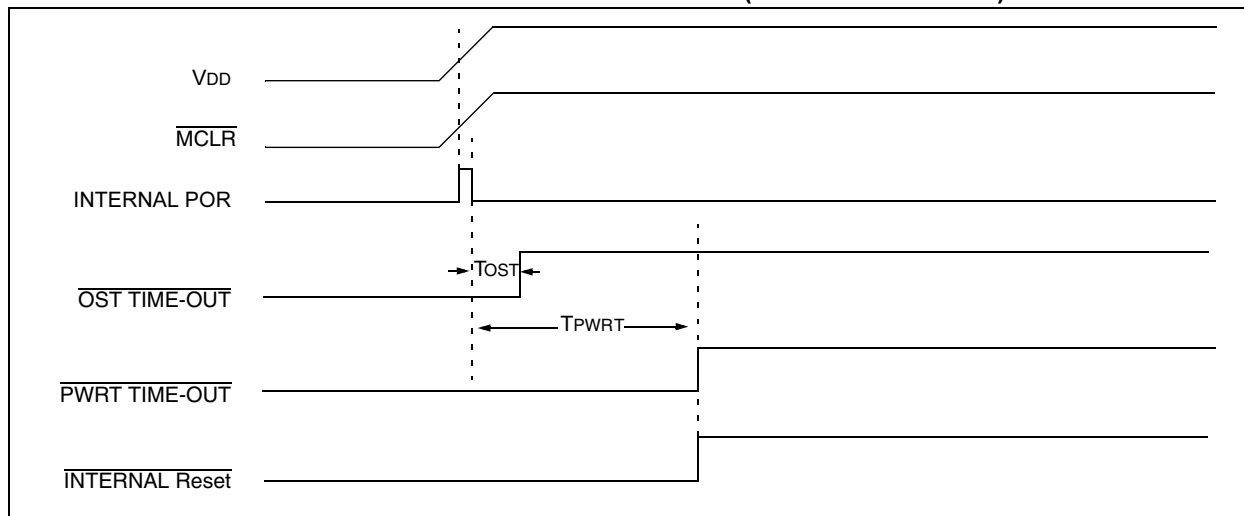 VDD
MCLR
INTERNAL POR
TOST
OST TIME-OUT
TPWRT
PWRT TIME-OUT
INTERNAL Reset